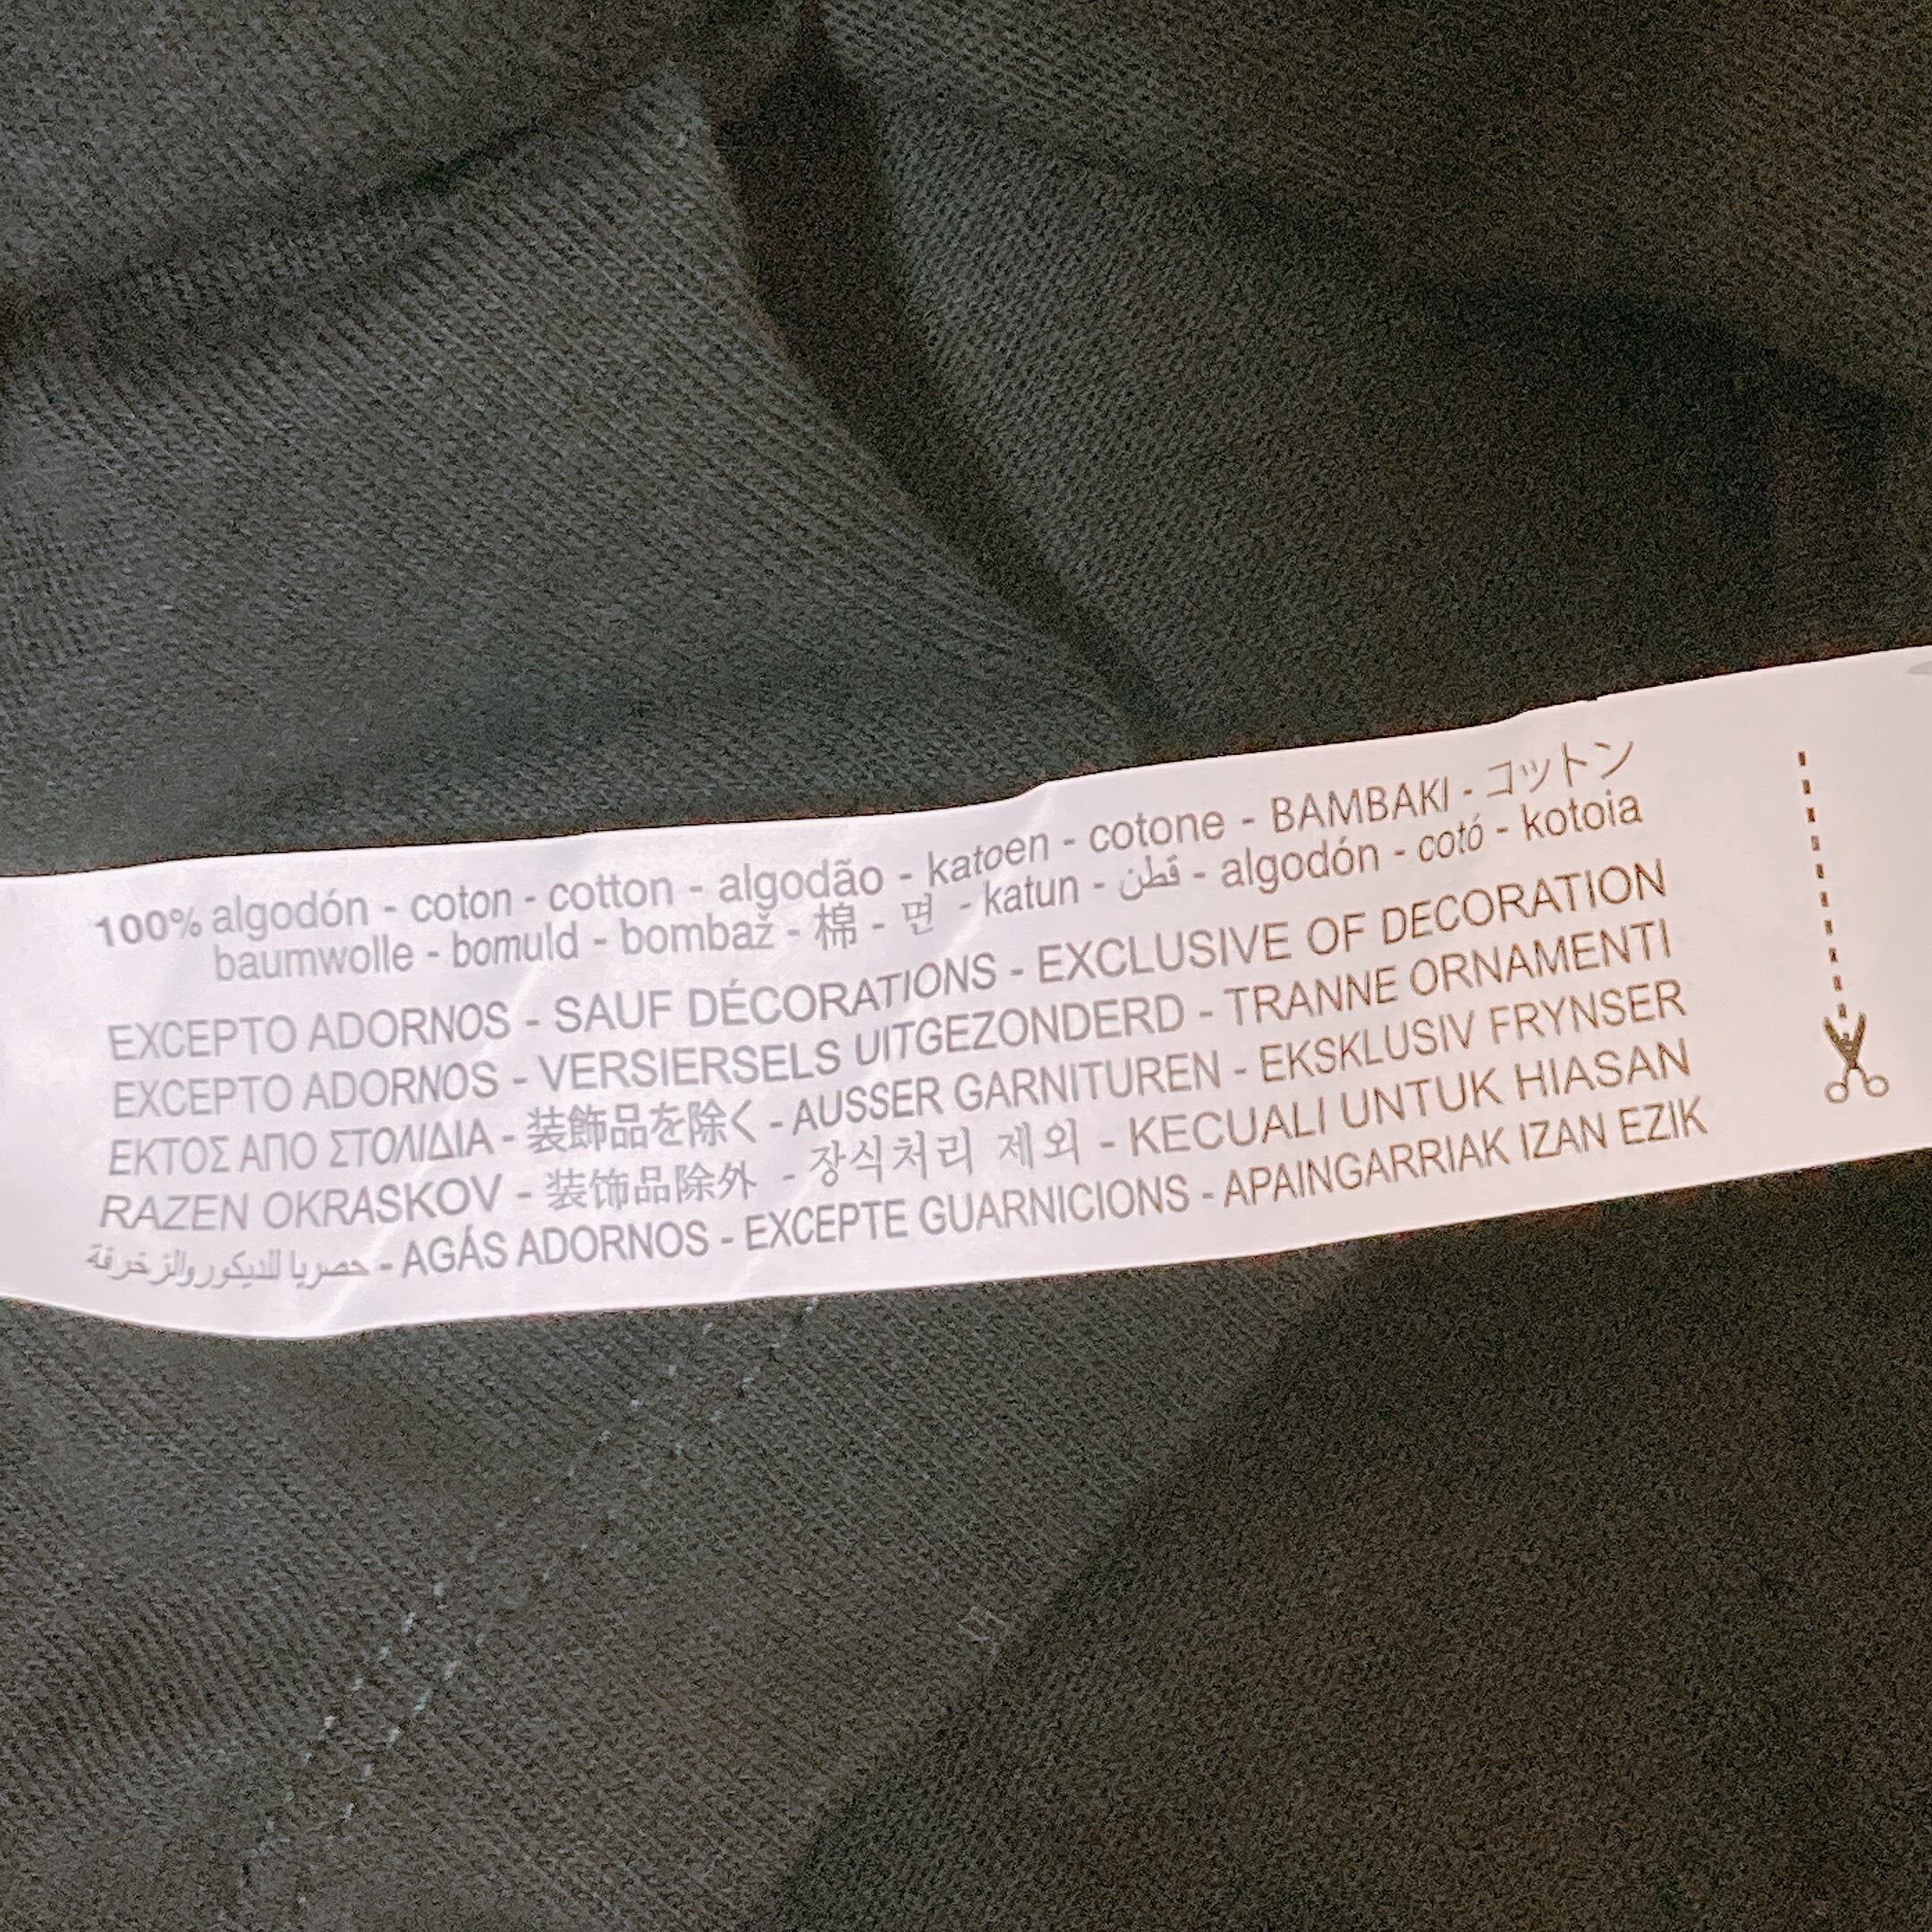 100% algodón - coton - cotton - algodão - katoen - cotone - BAMBAKI - コットン
baumwolle - bomuld - bombaž - 棉 - 면 - katun - قطن - algodón - cotó - kotoia
EXCEPTO ADORNOS - SAUF DÉCORATIONS - EXCLUSIVE OF DECORATION
EXCEPTO ADORNOS - VERSIERSELS UITGEZONDERD - TRANNE ORNAMENTI
ΕΚΤΟΣ ΑΠΟ ΣΤΟΛΙΔΙΑ - 装飾品を除く - AUSSER GARNITUREN - EKSKLUSIV FRYNSER
RAZEN OKRASKOV - 装饰品除外 - 장식처리 제외 - KECUALI UNTUK HIASAN
حصريا للديكور والزخرفة - AGÁS ADORNOS - EXCEPTE GUARNICIONS - APAINGARRIAK IZAN EZIK